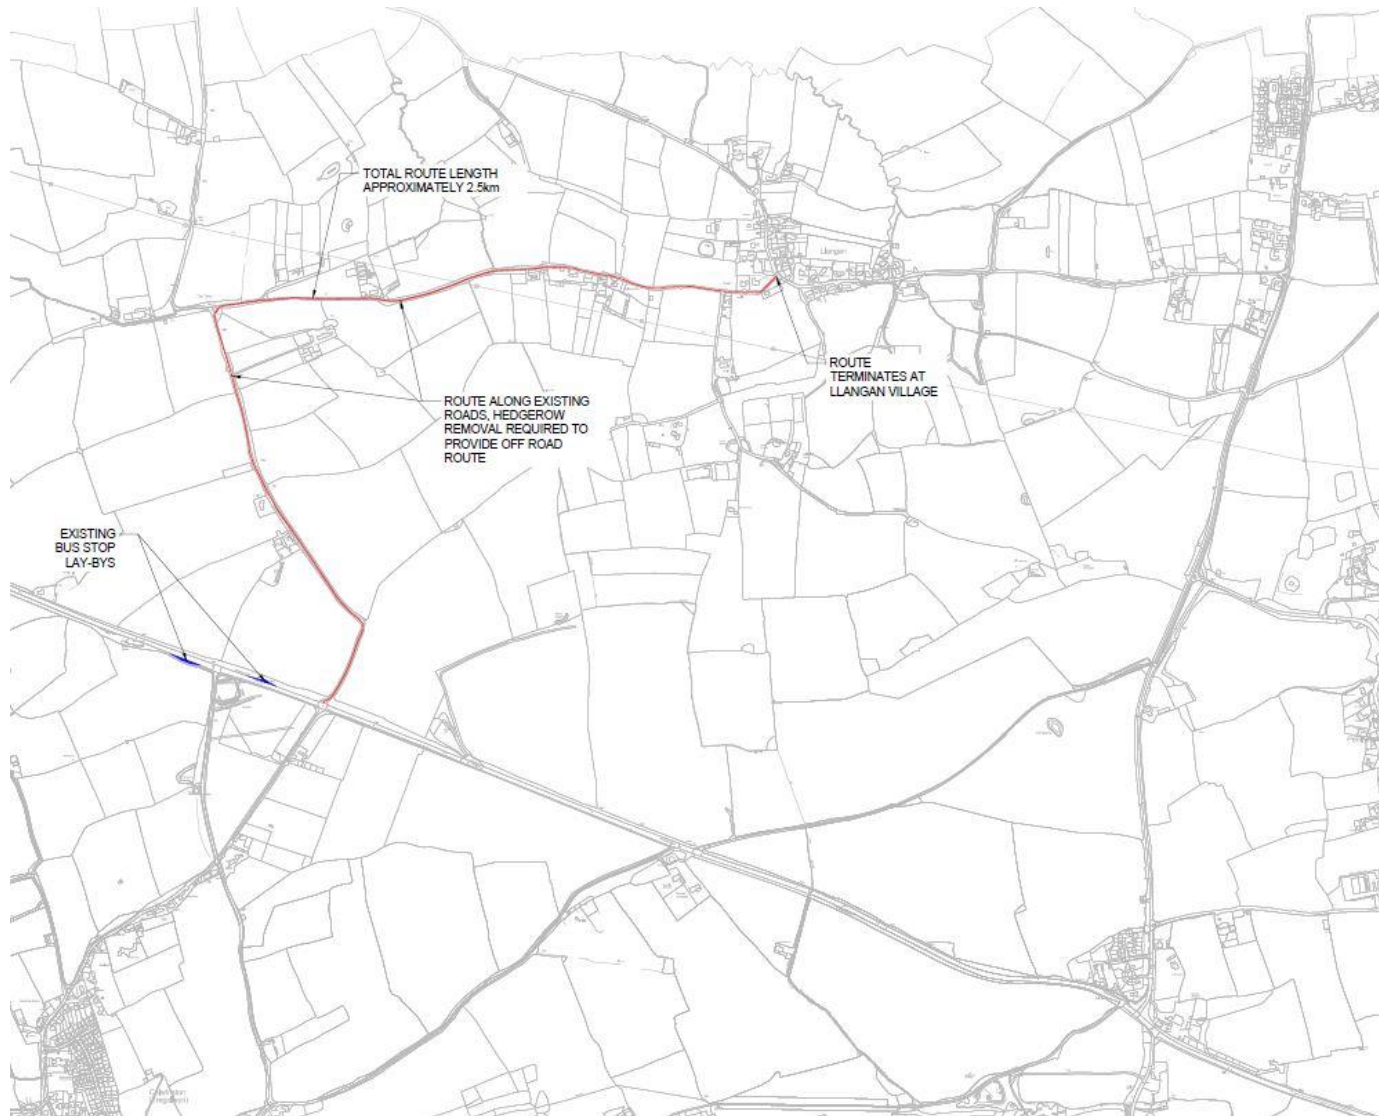 TOTAL ROUTE LENGTH
APPROXIMATELY 2.5km
Llangan
ROUTE
TERMINATES AT
LLANGAN VILLAGE
ROUTE ALONG EXISTING
ROADS, HEDGEROW
REMOVAL REQUIRED TO
PROVIDE OFF ROAD
ROUTE
EXISTING
BUS STOP
LAY-BYS